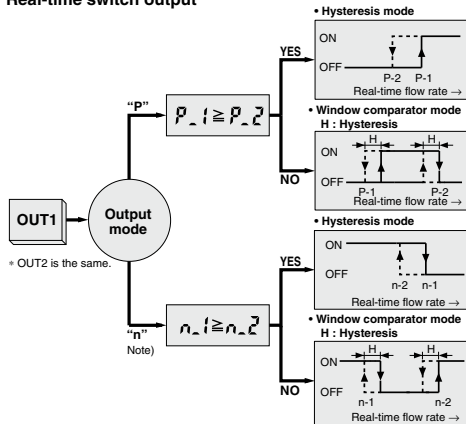 Real-time switch output
• Hysteresis mode
ON
OFF
P-2 P-1
Real-time flow rate →
YES
"P"
P_1 ≧ P_2
• Window comparator mode
H : Hysteresis
H H
ON
OFF
P-1 P-2
Real-time flow rate →
NO
OUT1
Output
mode
∗ OUT2 is the same.
• Hysteresis mode
ON
OFF
n-2 n-1
Real-time flow rate →
YES
"n"
Note)
n_1≧n_2
• Window comparator mode
H : Hysteresis
H H
ON
OFF
n-1 n-2
Real-time flow rate →
NO